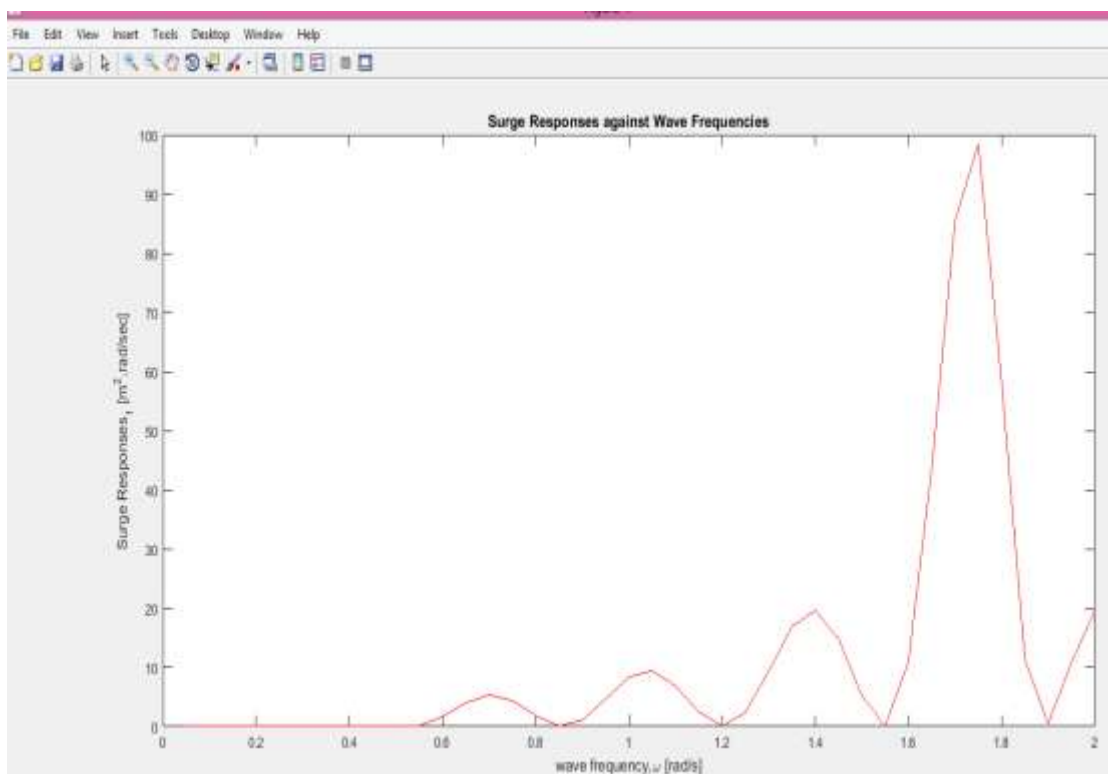 File Edit View Insert Tools Desktop Window Help
Surge Responses against Wave Frequencies
100
90
80
70
60
50
40
30
20
10
0
Surge Responses, [m².rad/sec]
0 0.2 0.4 0.6 0.8 1 1.2 1.4 1.6 1.8 2
wave frequency,ω [rad/s]